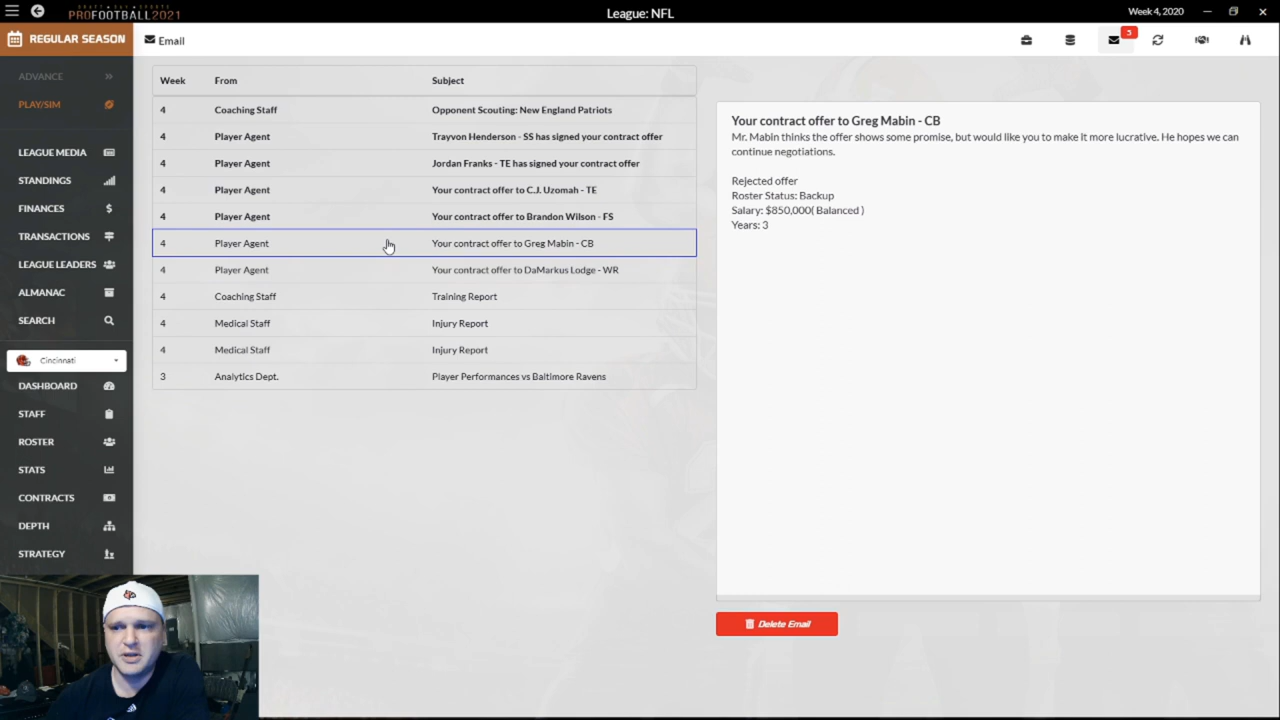 DRAFT DAY SPORTS
PROFOOTBALL2021
League: NFL
Week 4, 2020
REGULAR SEASON
Email
5
ADVANCE
PLAY/SIM
LEAGUE MEDIA
STANDINGS
FINANCES
$
TRANSACTIONS
LEAGUE LEADERS
ALMANAC
SEARCH
Cincinnati
DASHBOARD
STAFF
ROSTER
STATS
CONTRACTS
DEPTH
STRATEGY
Week From Subject
4 Coaching Staff Opponent Scouting: New England Patriots
4 Player Agent Trayvon Henderson - SS has signed your contract offer
4 Player Agent Jordan Franks - TE has signed your contract offer
4 Player Agent Your contract offer to C.J. Uzomah - TE
4 Player Agent Your contract offer to Brandon Wilson - FS
4 Player Agent Your contract offer to Greg Mabin - CB
4 Player Agent Your contract offer to DaMarkus Lodge - WR
4 Coaching Staff Training Report
4 Medical Staff Injury Report
4 Medical Staff Injury Report
3 Analytics Dept. Player Performances vs Baltimore Ravens
Your contract offer to Greg Mabin - CB
Mr. Mabin thinks the offer shows some promise, but would like you to make it more lucrative. He hopes we can
continue negotiations.
Rejected offer
Roster Status: Backup
Salary: $850,000( Balanced )
Years: 3
Delete Email